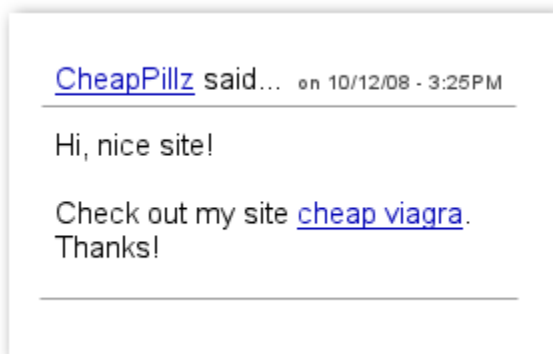 CheapPillz said... on 10/12/08 - 3:25PM
Hi, nice site!
Check out my site cheap viagra.
Thanks!